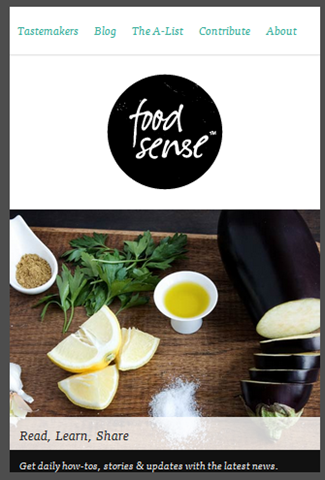 Tastemakers Blog The A-List Contribute About
food
sense™
Read, Learn, Share
Get daily how-tos, stories & updates with the latest news.